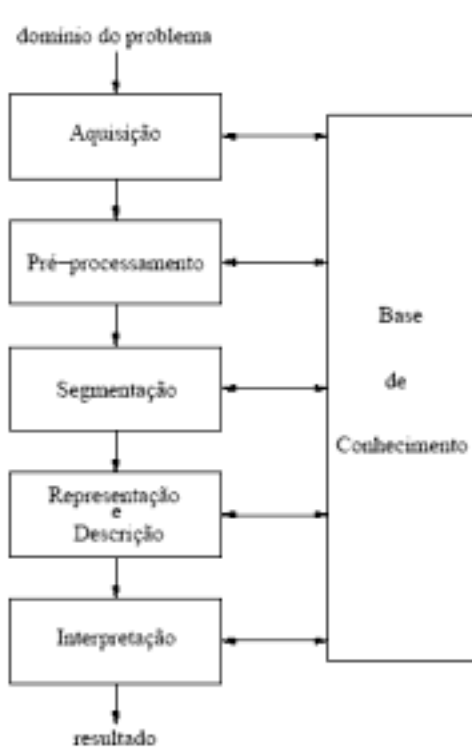 domínio do problema
Aquisição
Pré-processamento
Segmentação
Representação
e
Descrição
Interpretação
resultado
Base
de
Conhecimento